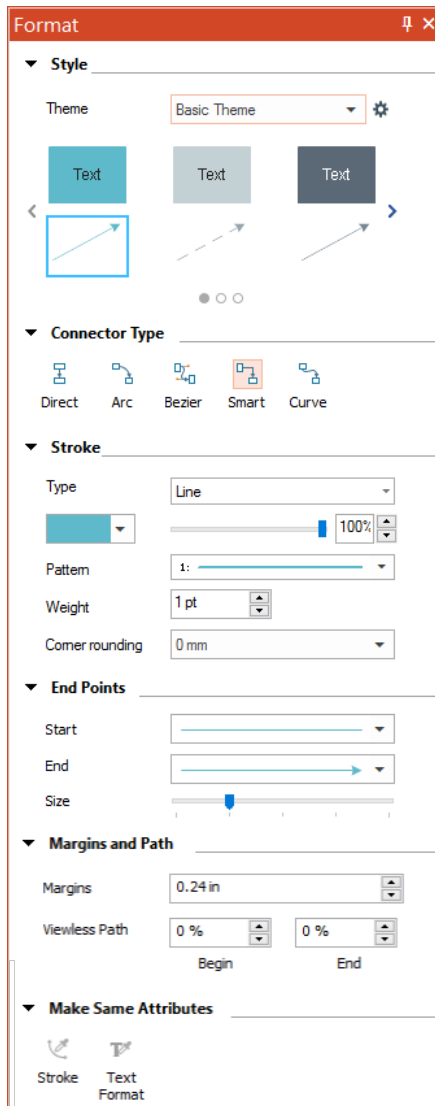 Format
Style
Theme
Basic Theme
Text Text Text
Connector Type
Direct Arc Bezier Smart Curve
Stroke
Type
Line
100%
Pattern
1:
Weight
1 pt
Corner rounding
0 mm
End Points
Start
End
Size
Margins and Path
Margins
0.24 in
Viewless Path
0 % 0 %
Begin End
Make Same Attributes
Stroke Text
Format